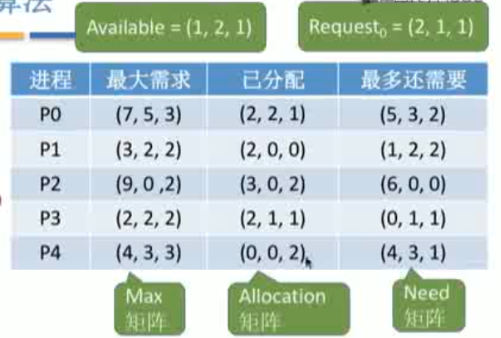 算法
Available = (1, 2, 1)
Request₀ = (2, 1, 1)
进程 最大需求 已分配 最多还需要
P0 (7, 5, 3) (2, 2, 1) (5, 3, 2)
P1 (3, 2, 2) (2, 0, 0) (1, 2, 2)
P2 (9, 0 ,2) (3, 0, 2) (6, 0, 0)
P3 (2, 2, 2) (2, 1, 1) (0, 1, 1)
P4 (4, 3, 3) (0, 0, 2) (4, 3, 1)
Max
矩阵
Allocation
矩阵
Need
矩阵